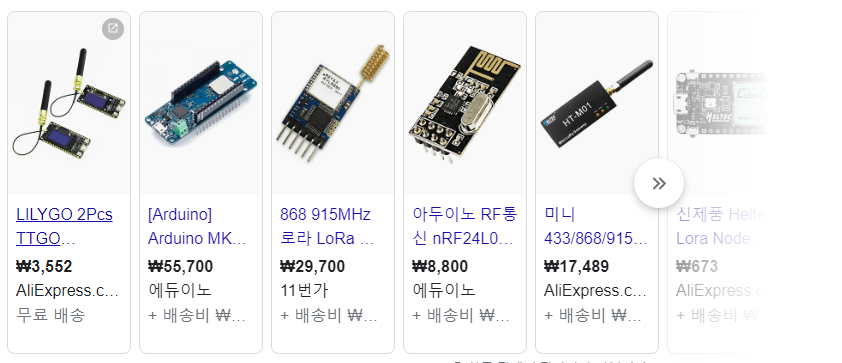 HT-M01
HELTEC
LILYGO 2Pcs
TTGO…
₩3,552
AliExpress.c…
무료 배송
[Arduino]
Arduino MK…
₩55,700
에듀이노
+ 배송비 ₩…
868 915MHz
로라 LoRa …
₩29,700
11번가
+ 배송비 ₩…
아두이노 RF통
신 nRF24L0…
₩8,800
에듀이노
+ 배송비 ₩…
미니
433/868/915…
₩17,489
AliExpress.c…
+ 배송비 ₩…
신제품 Helte
Lora Node
₩673
AliExpress.c
+ 배송비 ₩